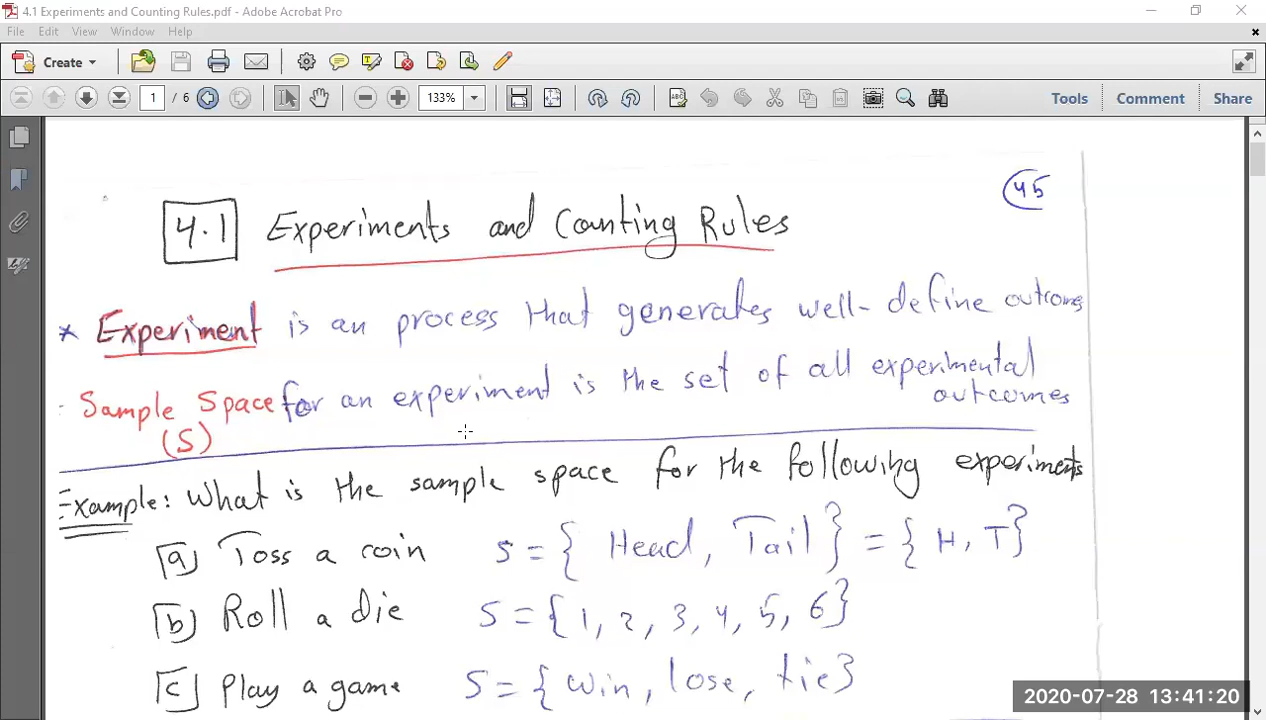 4.1 Experiments and Counting Rules.pdf - Adobe Acrobat Pro
File Edit View Window Help
Create
1 / 6 133% Tools Comment Share
45
4.1 Experiments and Counting Rules
* Experiment is an process that generates well-define outcomes
- Sample Space for an experiment is the set of all experimental
outcomes
(S)
Example: What is the sample space for the following experiments
a Toss a coin S = { Head, Tail } = { H, T }
b Roll a die S = { 1, 2, 3, 4, 5, 6 }
c Play a game S = { win, lose, tie }
2020-07-28 13:41:20